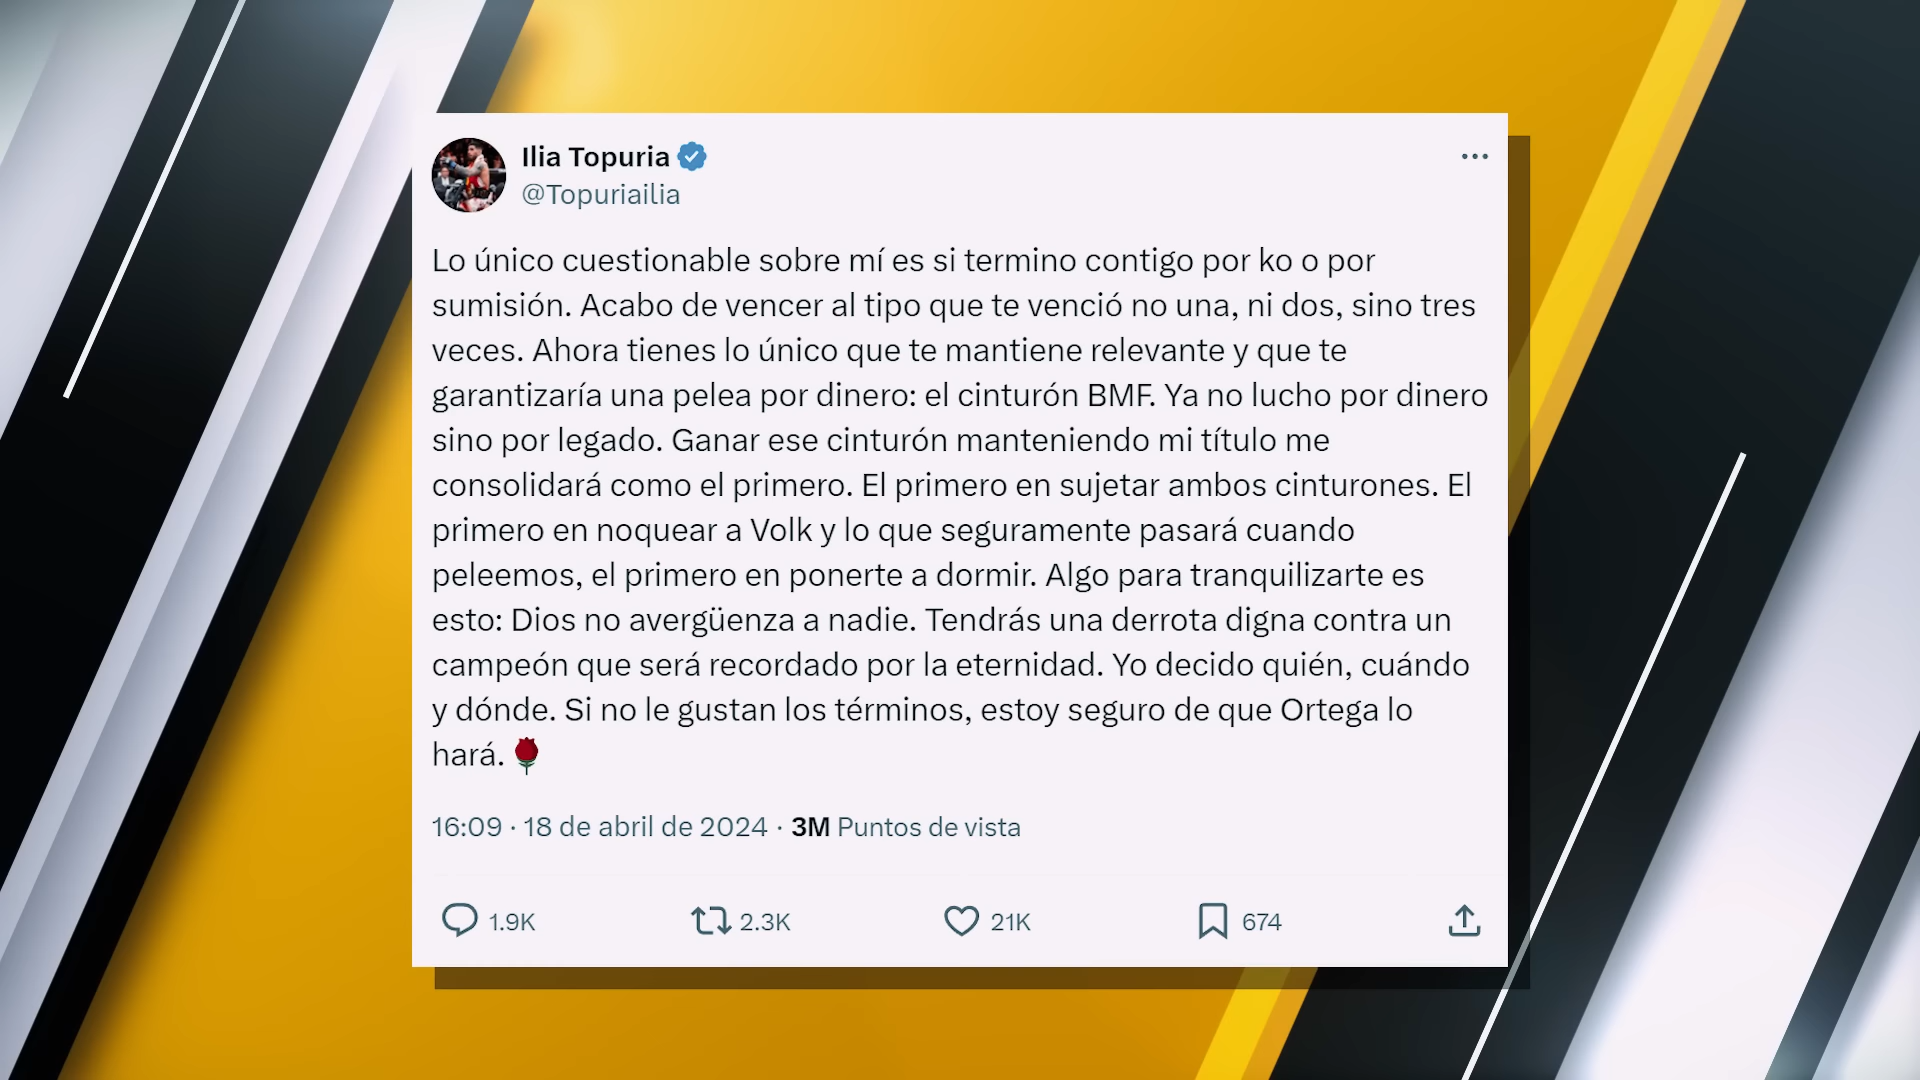 Ilia Topuria
@Topuriailia
Lo único cuestionable sobre mí es si termino contigo por ko o por
sumisión. Acabo de vencer al tipo que te venció no una, ni dos, sino tres
veces. Ahora tienes lo único que te mantiene relevante y que te
garantizaría una pelea por dinero: el cinturón BMF. Ya no lucho por dinero
sino por legado. Ganar ese cinturón manteniendo mi título me
consolidará como el primero. El primero en sujetar ambos cinturones. El
primero en noquear a Volk y lo que seguramente pasará cuando
peleemos, el primero en ponerte a dormir. Algo para tranquilizarte es
esto: Dios no avergüenza a nadie. Tendrás una derrota digna contra un
campeón que será recordado por la eternidad. Yo decido quién, cuándo
y dónde. Si no le gustan los términos, estoy seguro de que Ortega lo
hará. 🌹
16:09 · 18 de abril de 2024 · 3M Puntos de vista
1.9K 2.3K 21K 674